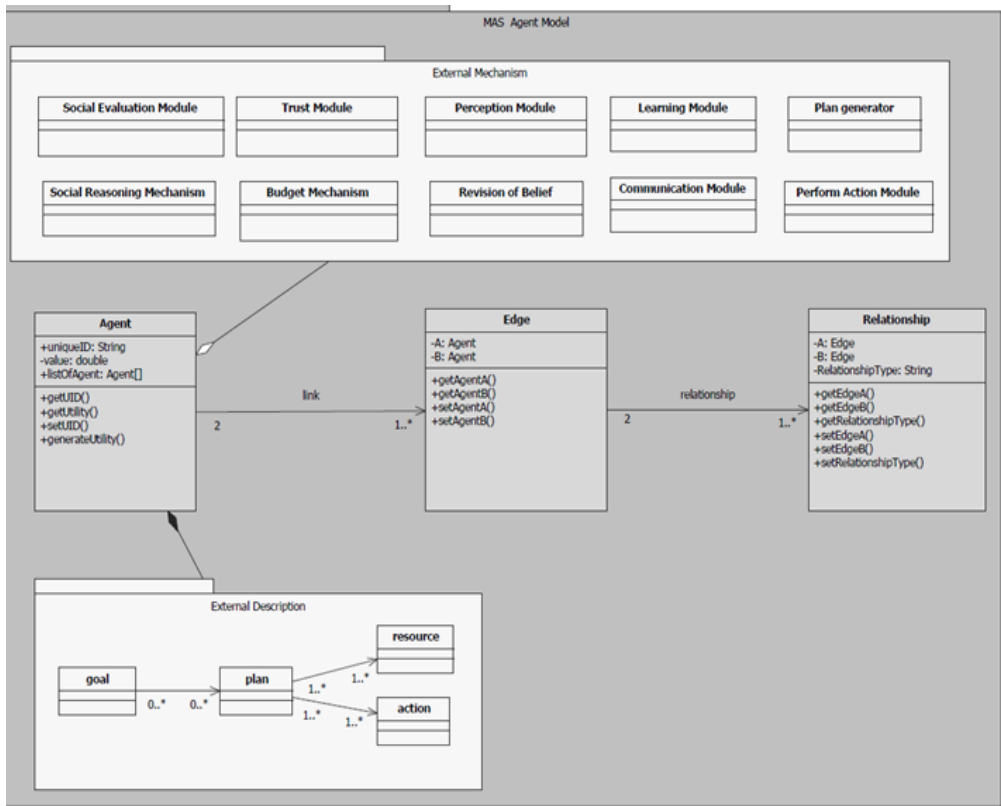 MAS Agent Model
External Mechanism
Social Evaluation Module
Trust Module
Perception Module
Learning Module
Plan generator
Social Reasoning Mechanism
Budget Mechanism
Revision of Belief
Communication Module
Perform Action Module
Agent
+uniqueID: String
-value: double
+listOfAgent: Agent[]
+getUID()
+getUtility()
+setUID()
+generateUtility()
link
2
1..*
Edge
-A: Agent
-B: Agent
+getAgentA()
+getAgentB()
+setAgentA()
+setAgentB()
relationship
2
1..*
Relationship
-A: Edge
-B: Edge
-RelationshipType: String
+getEdgeA()
+getEdgeB()
+getRelationshipType()
+setEdgeA()
+setEdgeB()
+setRelationshipType()
External Description
goal
0..*
0..*
plan
1..*
1..*
resource
1..*
1..*
action